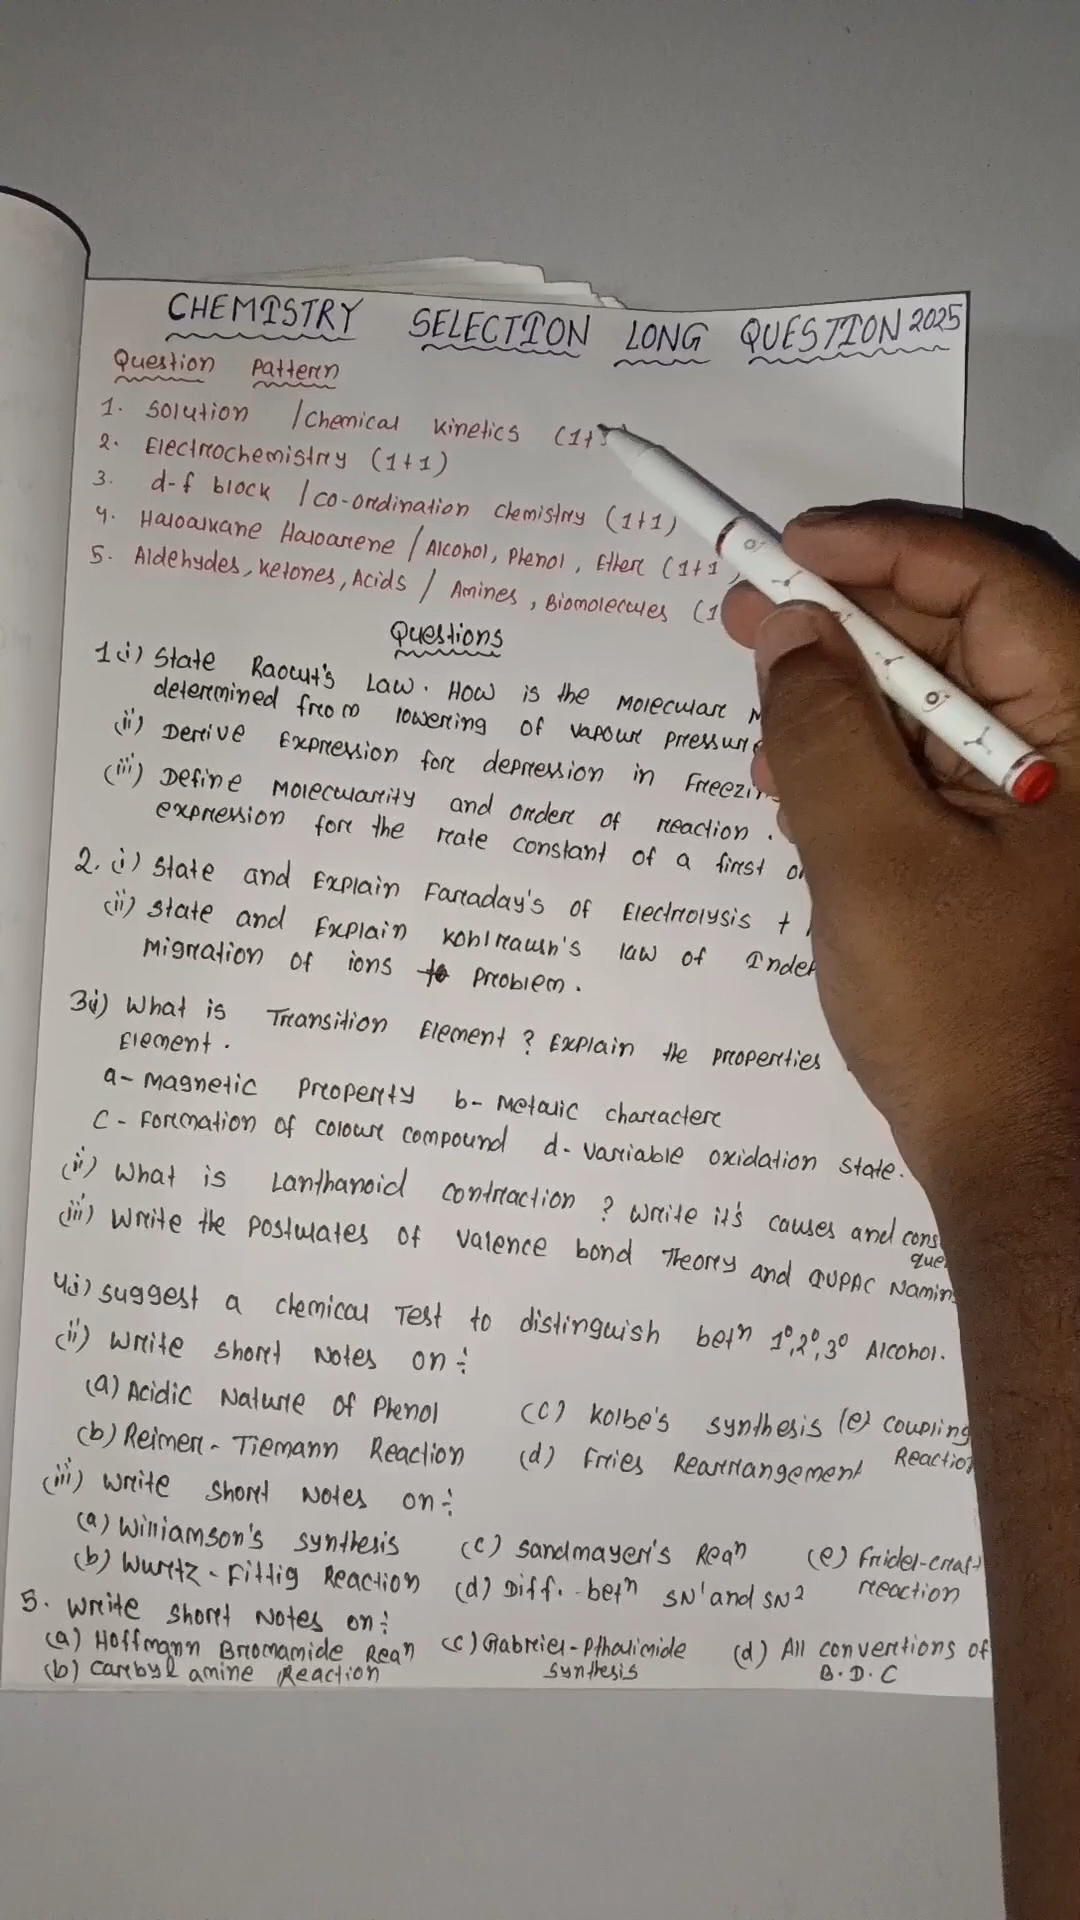 CHEMISTRY SELECTION LONG QUESTION 2025
Question Pattern
1. Solution / Chemical Kinetics (1+
2. Electrochemistry (1+1)
3. d-f block / co-ordination chemistry (1+1)
4. Haloalkane Haloarene / Alcohol, Phenol, Ether (1+1
5. Aldehydes, Ketones, Acids / Amines, Biomolecules (1
Questions
1 (i) State Raoult's Law. How is the Molecular
determined from lowering of vapour pressure
(ii) Derive Expression for depression in Freezin
(iii) Define Molecularity and order of reaction.
expression for the rate constant of a first o
2. (i) State and Explain Faraday's of Electrolysis +
(ii) State and Explain Kohlraush's law of Indep
Migration of ions to Problem.
3 (i) What is Transition Element? Explain the properties
Element.
a- Magnetic Property b- Metalic character
c- Formation of colour compound d- Variable oxidation state.
(ii) What is Lanthanoid contraction? Write it's causes and cons
que
(iii) Write the Postulates of Valence bond Theory and IUPAC Namin
4 (i) Suggest a chemical Test to distinguish betⁿ 1°, 2°, 3° Alcohol.
(ii) Write Short Notes on ÷
(a) Acidic Nature of Phenol (c) Kolbe's synthesis (e) Coupling
(b) Reimer-Tiemann Reaction (d) Fries Rearrangement Reaction
(iii) Write Short Notes on ÷
(a) Williamson's synthesis (c) Sandmayer's Reaⁿ (e) Fridel-craft
(b) Wurtz-Fittig Reaction (d) Diff. betⁿ SN¹ and SN² reaction
5. Write Short Notes on ÷
(a) Hoffmann Bromamide Reaⁿ (c) Gabriel-Pthalimide (d) All convertions of
(b) Carbyl amine Reaction synthesis B.D.C